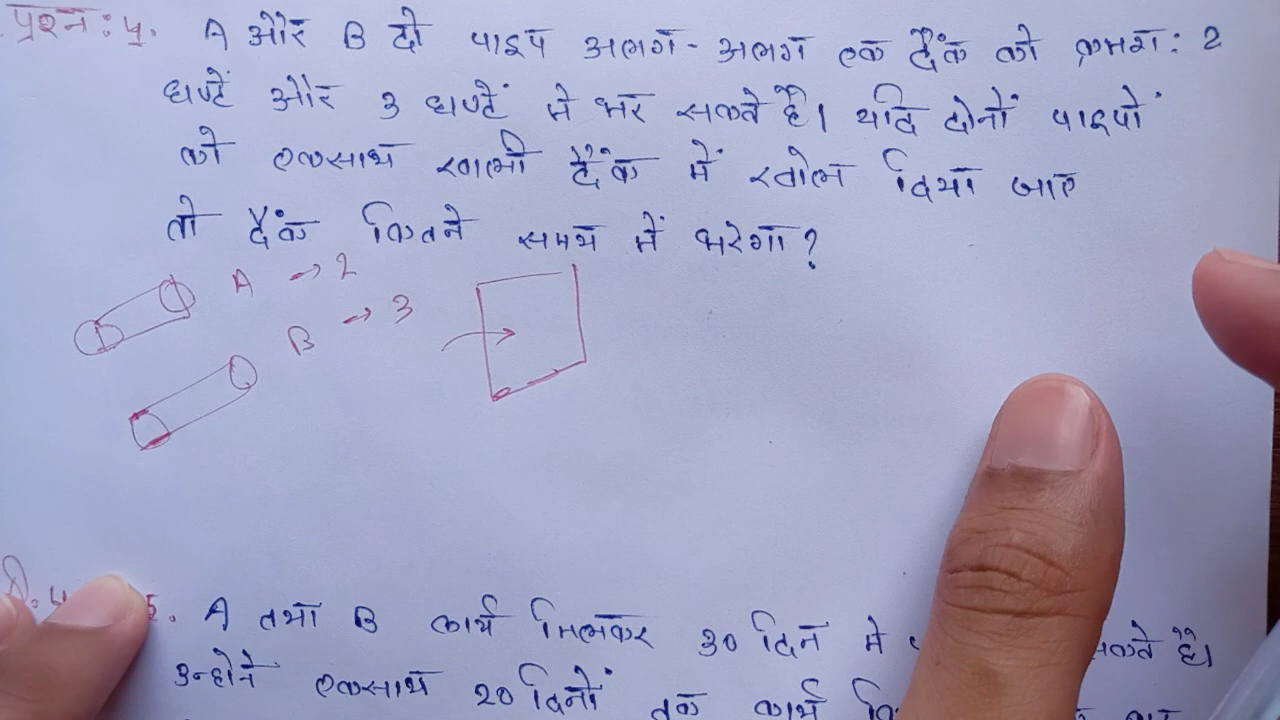 प्रश्न: ५. A और B दो पाइप अलग-अलग एक टैंक को क्रमश: 2
घण्टें और 3 घण्टें में भर सकते है। यदि दोनों पाइपों
को एकसाथ खाली टैंक में खोल दिया जाए
तो टैंक कितने समय में भरेगा?
A → 2
B → 3
5. A तथा B कार्य मिलकर 30 दिन में सकते है।
उन्होने एकसाथ 20 दिनों तक कार्य